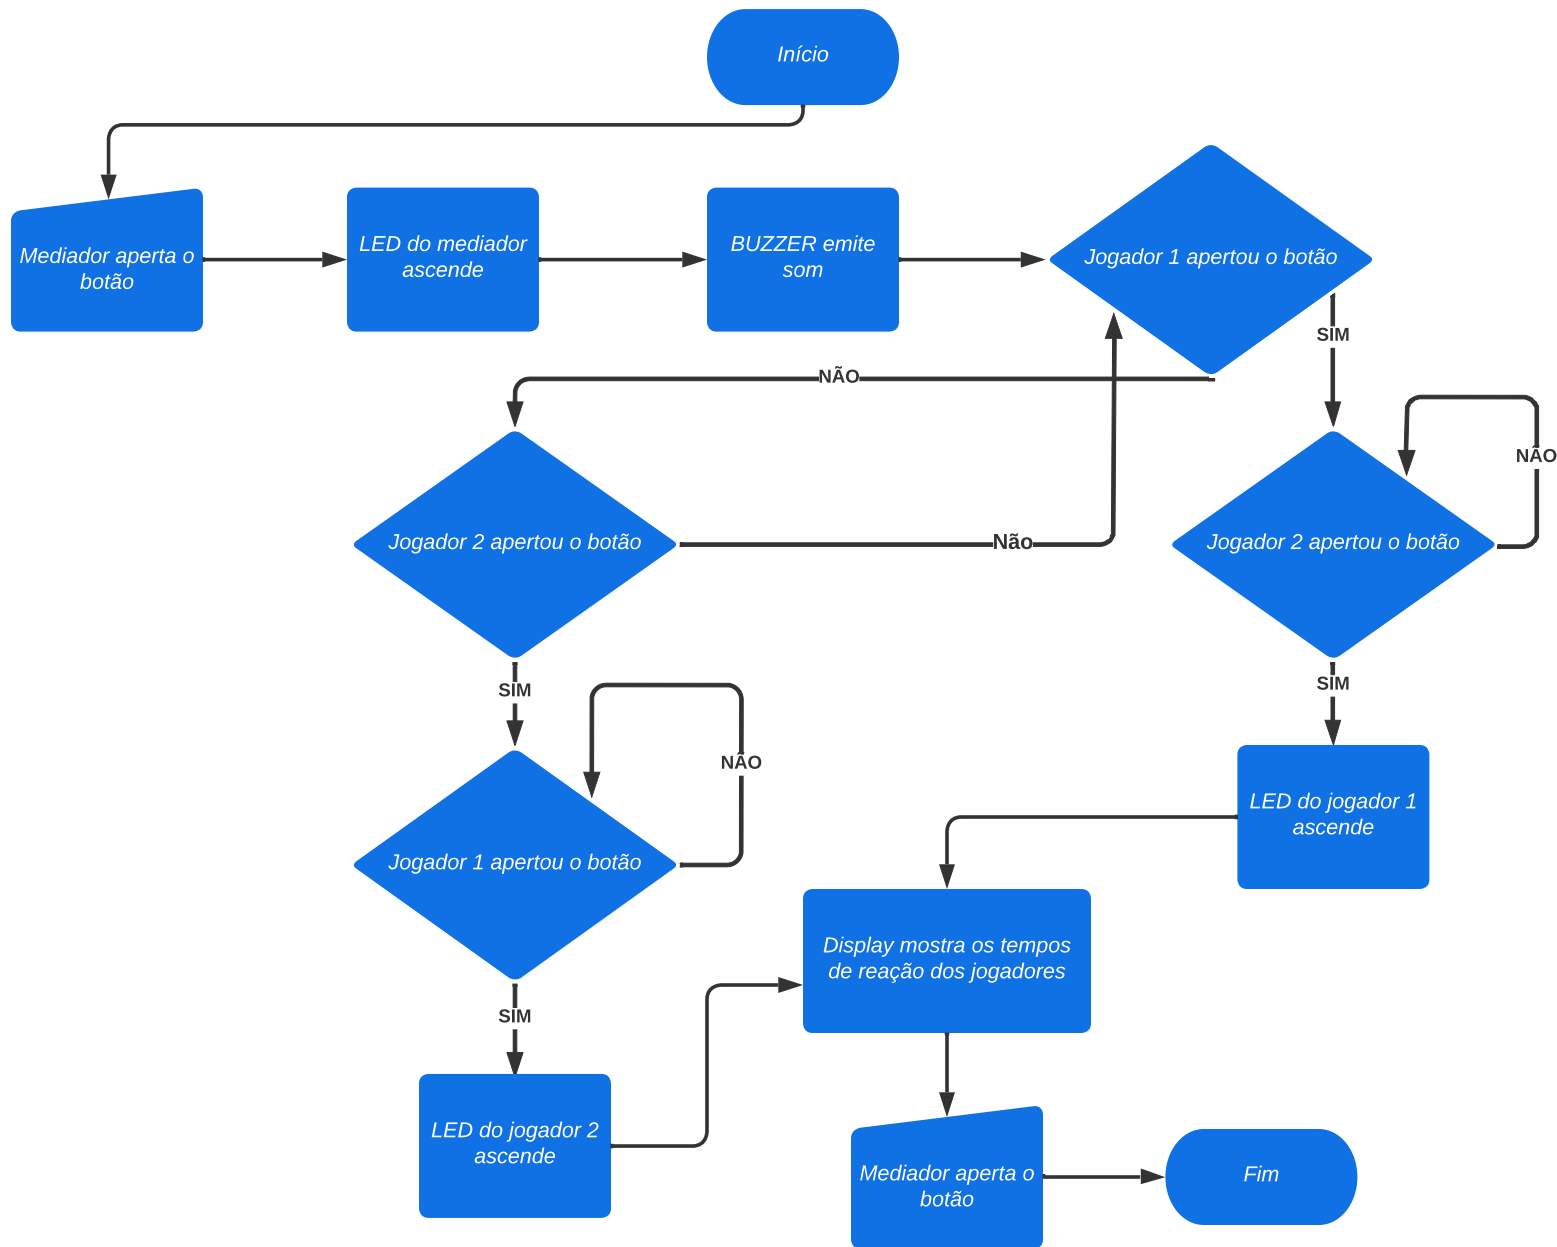 Início
Mediador aperta o
botão
LED do mediador
ascende
BUZZER emite
som
Jogador 1 apertou o botão
SIM
NÃO
NÃO
Jogador 2 apertou o botão
Não
Jogador 2 apertou o botão
SIM
SIM
NÃO
LED do jogador 1
ascende
Jogador 1 apertou o botão
Display mostra os tempos
de reação dos jogadores
SIM
LED do jogador 2
ascende
Mediador aperta o
botão
Fim